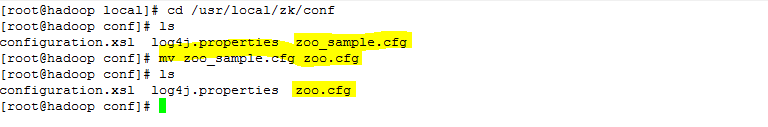 [root@hadoop local]# cd /usr/local/zk/conf
[root@hadoop conf]# ls
configuration.xsl  log4j.properties  zoo_sample.cfg
[root@hadoop conf]# mv zoo_sample.cfg zoo.cfg
[root@hadoop conf]# ls
configuration.xsl  log4j.properties  zoo.cfg
[root@hadoop conf]#